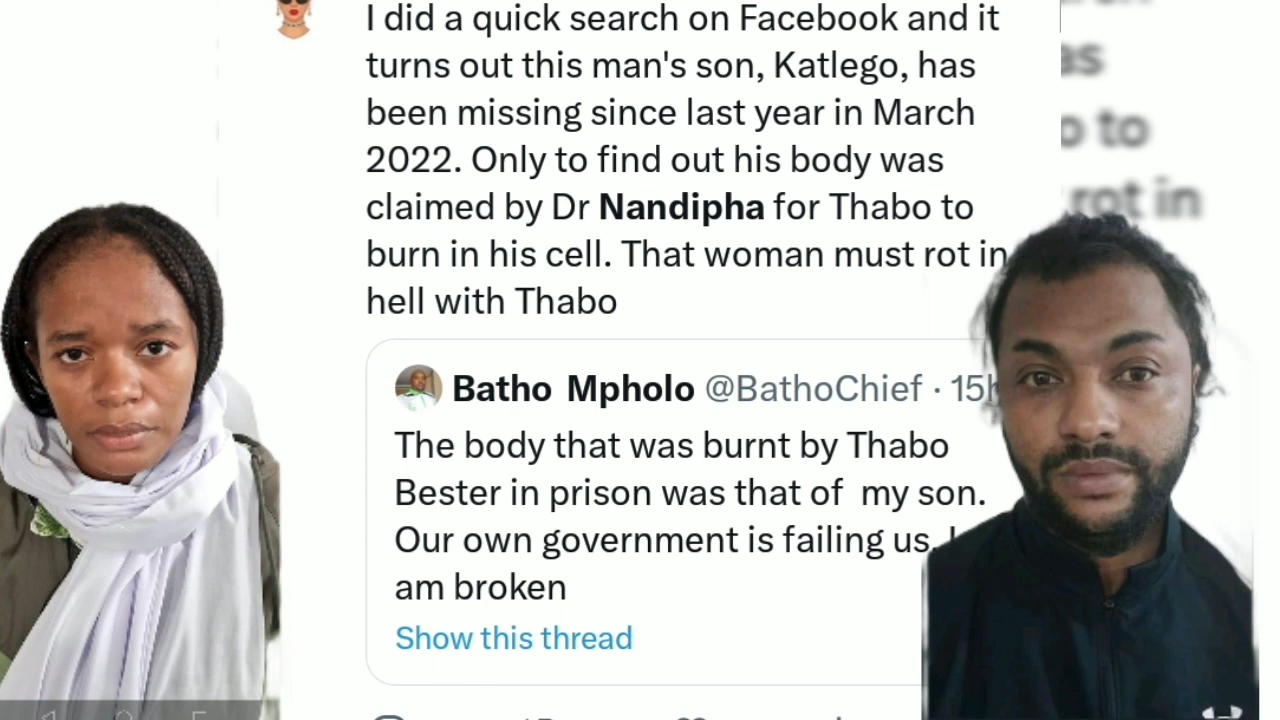 I did a quick search on Facebook and it
turns out this man's son, Katlego, has
been missing since last year in March
2022. Only to find out his body was
claimed by Dr Nandipha for Thabo to
burn in his cell. That woman must rot in
hell with Thabo
Batho Mpholo @BathoChief · 15h
The body that was burnt by Thabo
Bester in prison was that of my son.
Our own government is failing us. I
am broken
Show this thread
as
o to
rot in